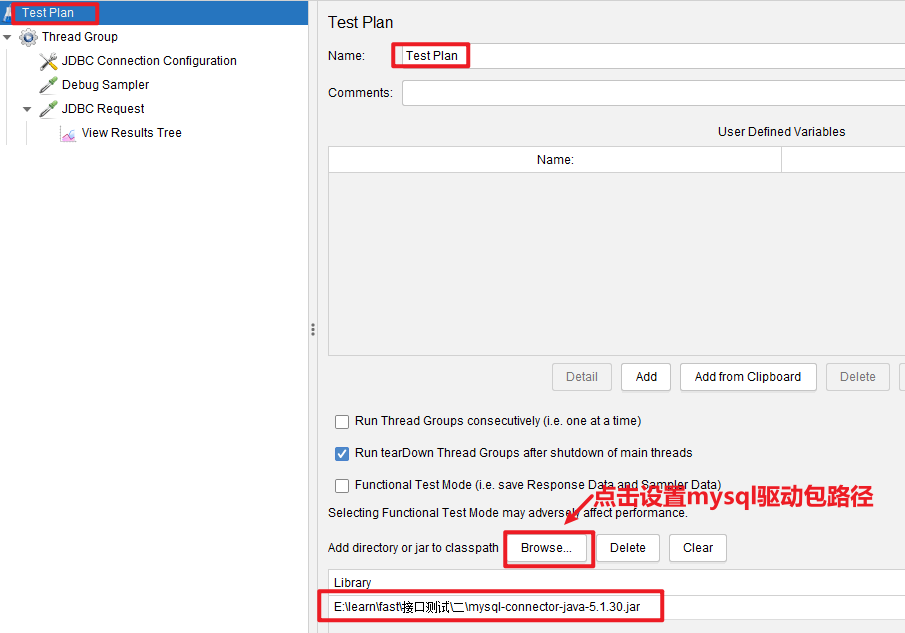 Test Plan
Thread Group
JDBC Connection Configuration
Debug Sampler
JDBC Request
View Results Tree
Test Plan
Name: Test Plan
Comments:
User Defined Variables
Name:
Detail Add Add from Clipboard Delete
Run Thread Groups consecutively (i.e. one at a time)
Run tearDown Thread Groups after shutdown of main threads
Functional Test Mode (i.e. save Response Data and Sampler Data)
点击设置mysql驱动包路径
Selecting Functional Test Mode may adversely affect performance.
Add directory or jar to classpath Browse... Delete Clear
Library
E:\learn\fast\接口测试\二\mysql-connector-java-5.1.30.jar